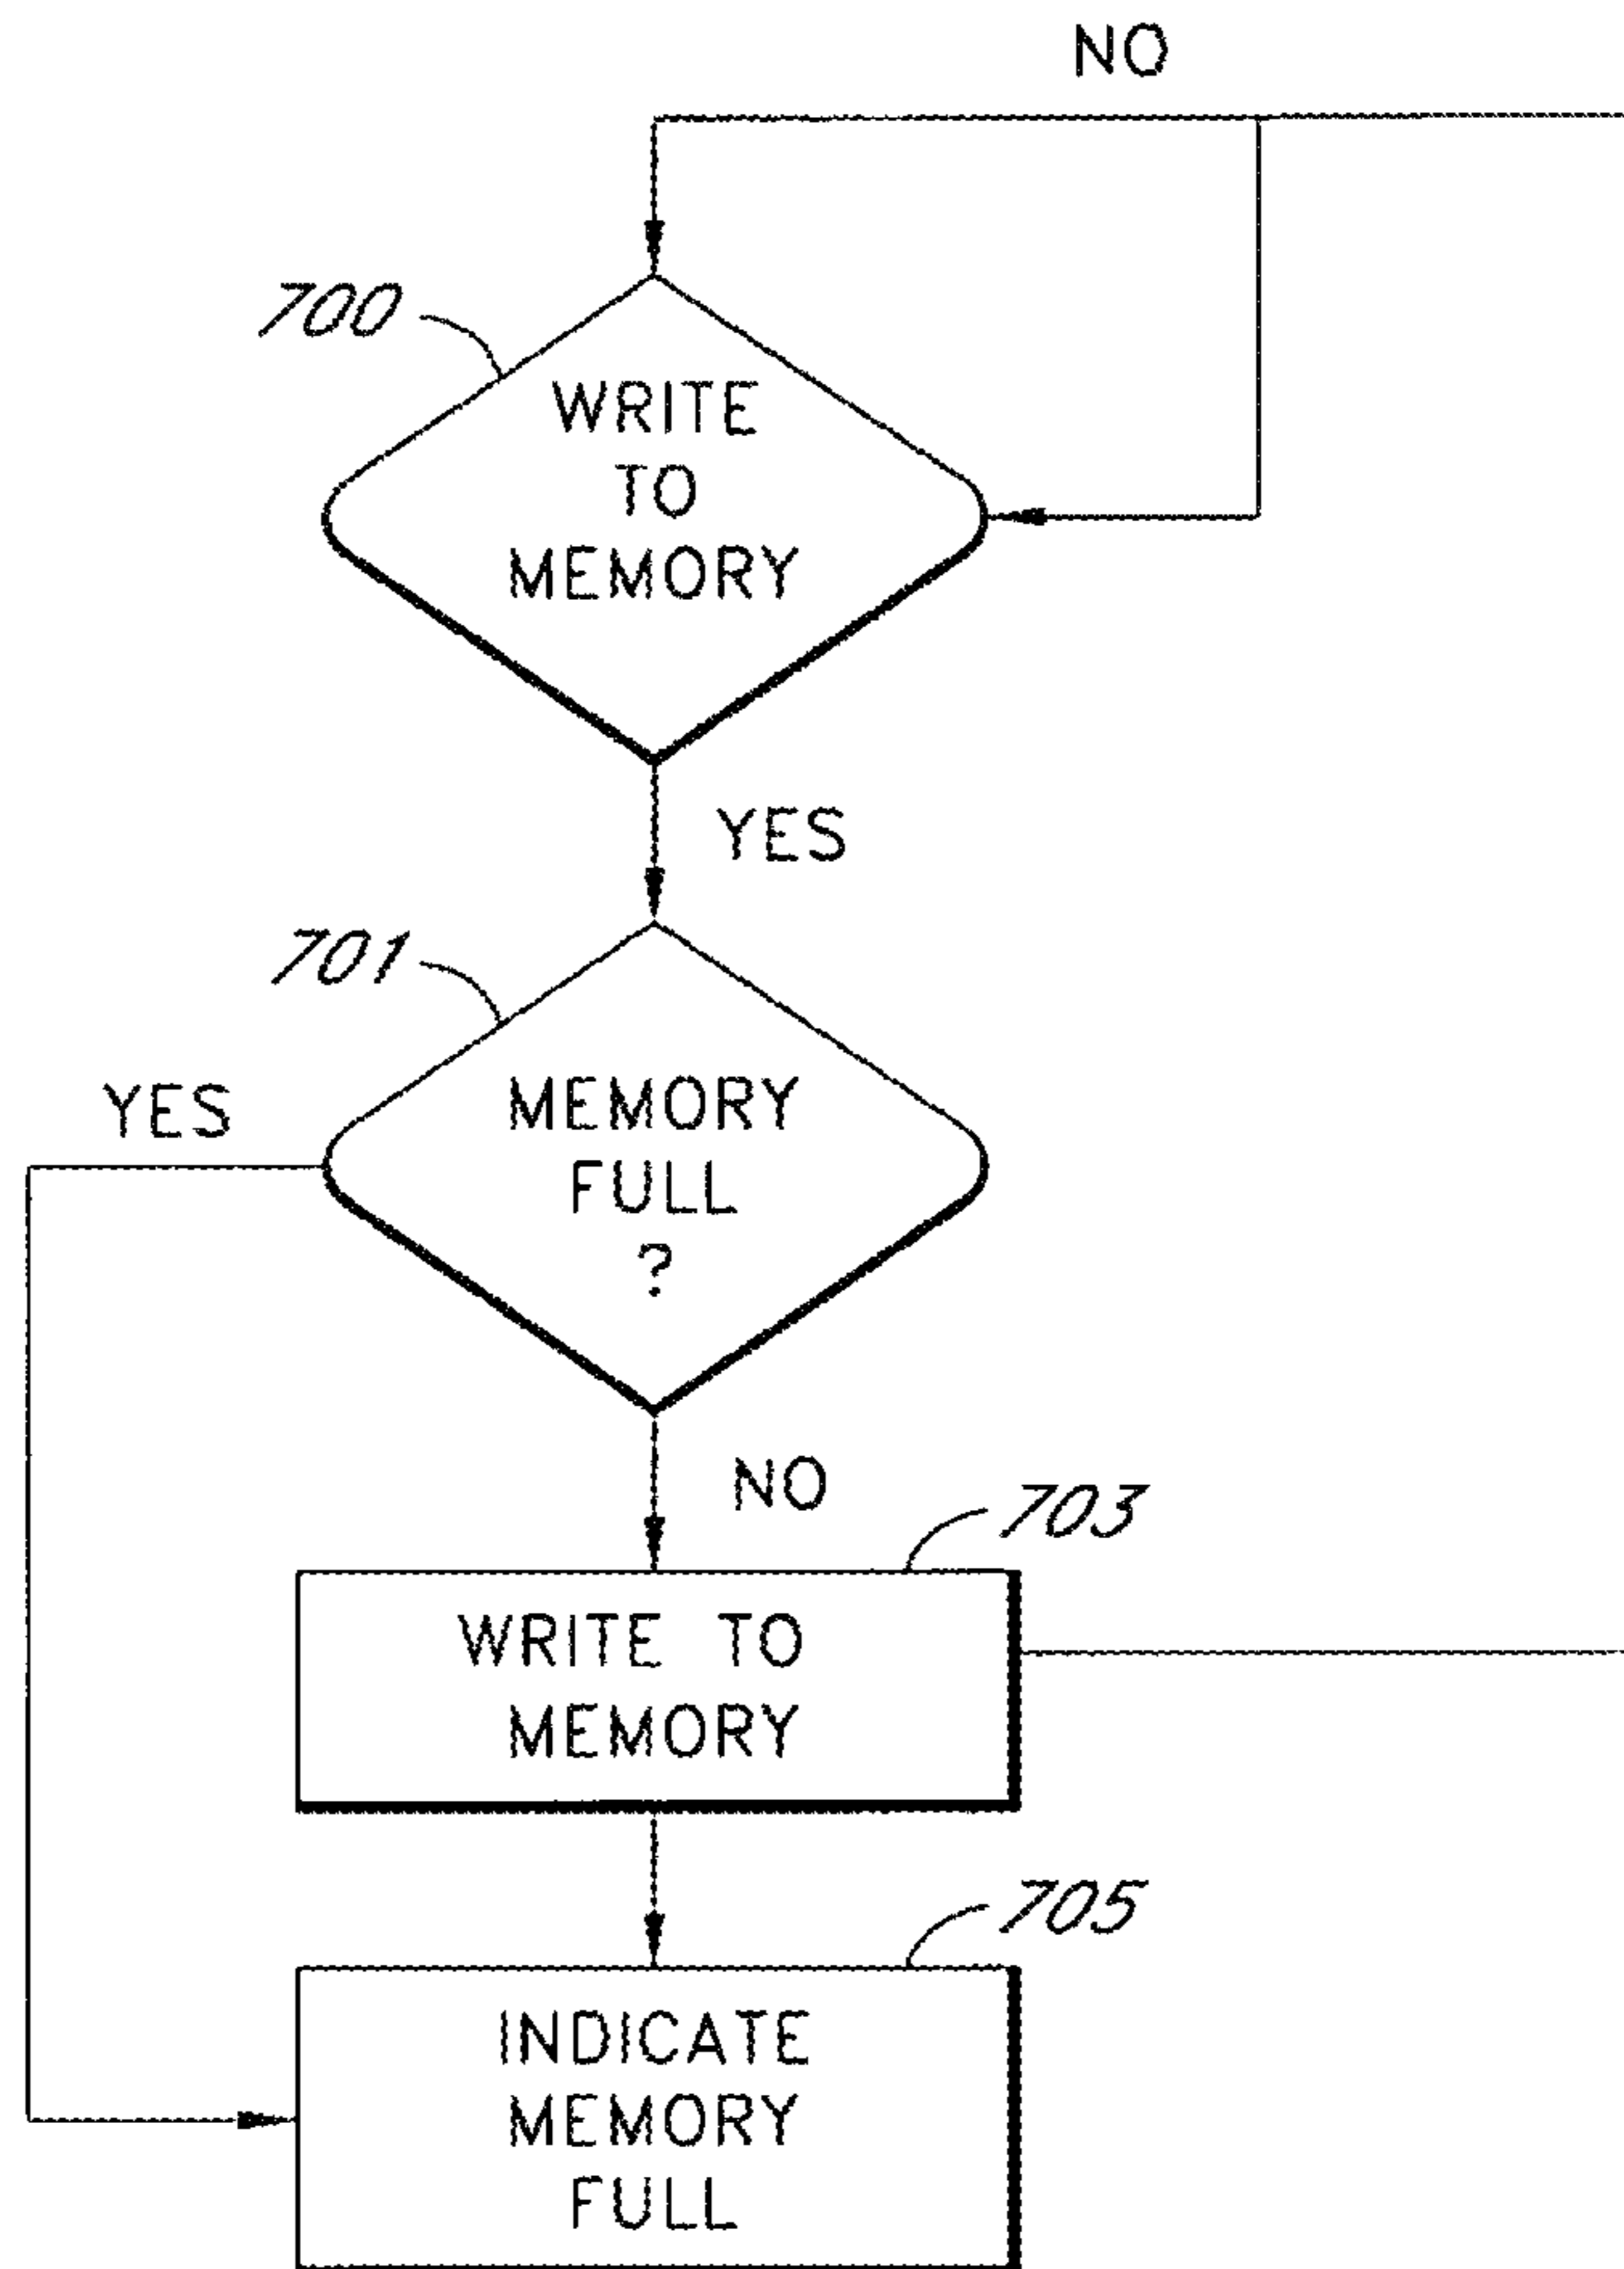 NO
700
WRITE
TO
MEMORY
YES
701
YES
MEMORY
FULL
?
NO
703
WRITE TO
MEMORY
705
INDICATE
MEMORY
FULL